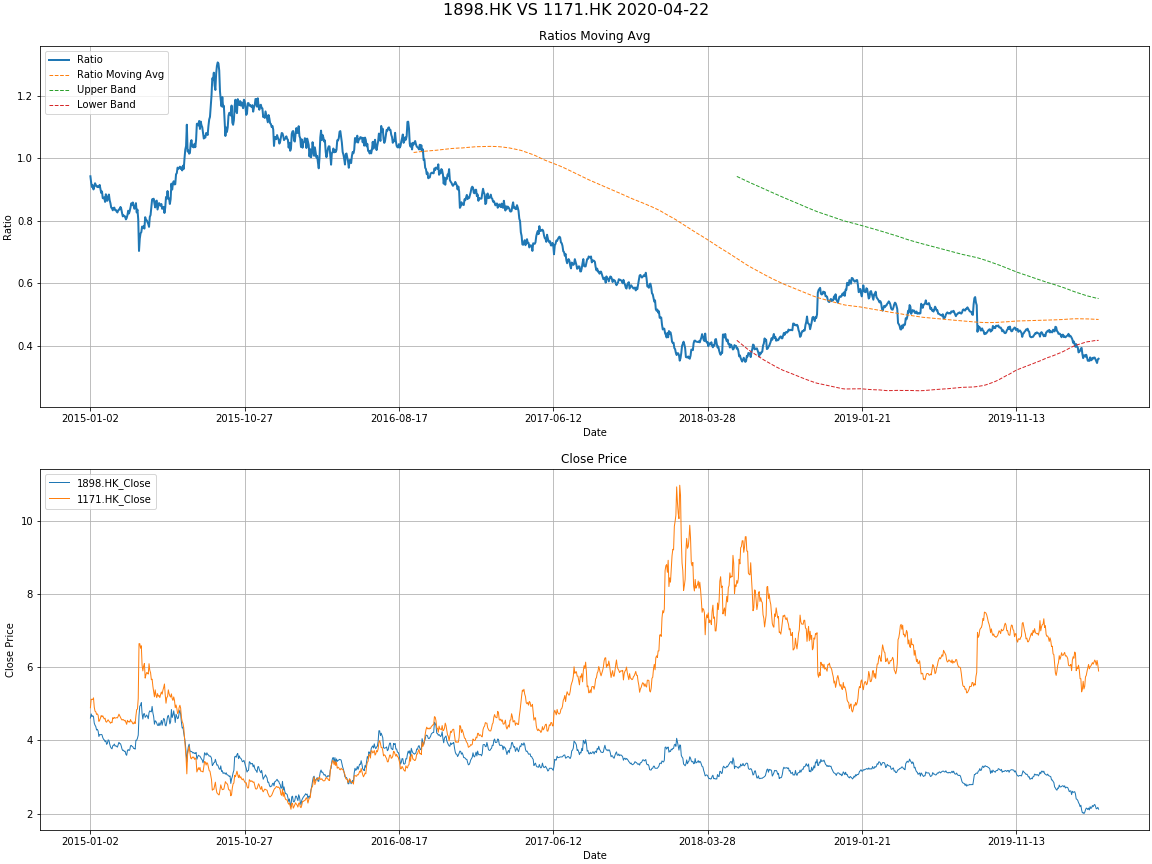 1898.HK VS 1171.HK 2020-04-22
Ratios Moving Avg
Ratio
Ratio Moving Avg
Upper Band
Lower Band
1.2
1.0
0.8
0.6
0.4
Ratio
2015-01-02 2015-10-27 2016-08-17 2017-06-12 2018-03-28 2019-01-21 2019-11-13
Date
Close Price
1898.HK_Close
1171.HK_Close
10
8
6
4
2
Close Price
2015-01-02 2015-10-27 2016-08-17 2017-06-12 2018-03-28 2019-01-21 2019-11-13
Date